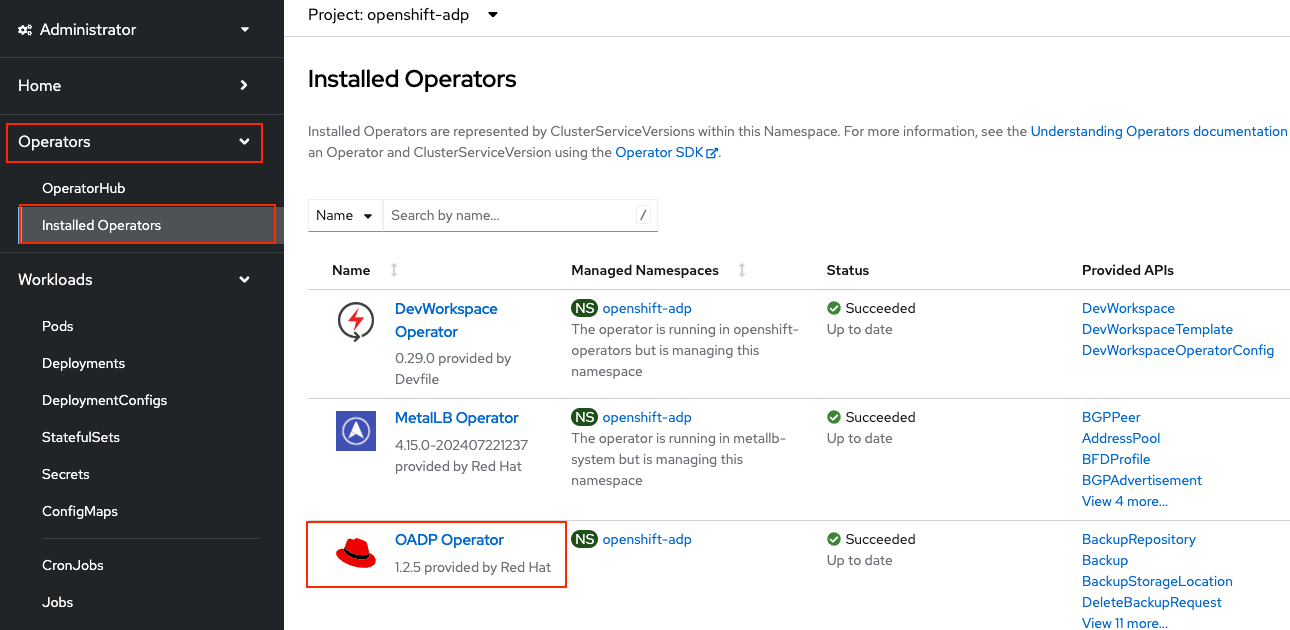 Administrator
Home
Operators
OperatorHub
Installed Operators
Workloads
Pods
Deployments
DeploymentConfigs
StatefulSets
Secrets
ConfigMaps
CronJobs
Jobs
Project: openshift-adp
Installed Operators
Installed Operators are represented by ClusterServiceVersions within this Namespace. For more information, see the Understanding Operators documentation
an Operator and ClusterServiceVersion using the Operator SDK.
Name Search by name... /
Name Managed Namespaces Status Provided APIs
DevWorkspace
Operator
0.29.0 provided by
Devfile
NS openshift-adp
The operator is running in openshift-
operators but is managing this
namespace
Succeeded
Up to date
DevWorkspace
DevWorkspaceTemplate
DevWorkspaceOperatorConfig
MetalLB Operator
4.15.0-202407221237
provided by Red Hat
NS openshift-adp
The operator is running in metallb-
system but is managing this
namespace
Succeeded
Up to date
BGPPeer
AddressPool
BFDProfile
BGPAdvertisement
View 4 more...
OADP Operator
1.2.5 provided by Red Hat
NS openshift-adp
Succeeded
Up to date
BackupRepository
Backup
BackupStorageLocation
DeleteBackupRequest
View 11 more...